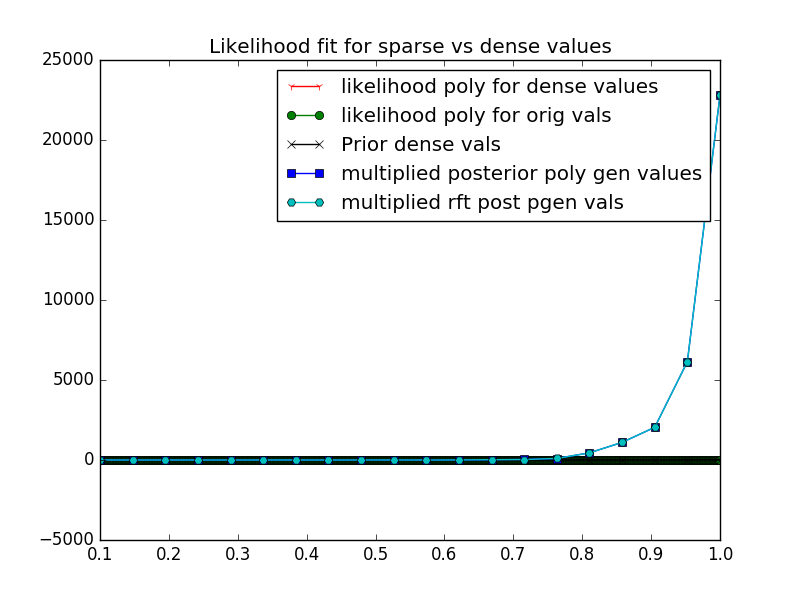 Likelihood fit for sparse vs dense values
25000
20000
15000
10000
5000
0
−5000
likelihood poly for dense values
likelihood poly for orig vals
Prior dense vals
multiplied posterior poly gen values
multiplied rft post pgen vals
0.1 0.2 0.3 0.4 0.5 0.6 0.7 0.8 0.9 1.0